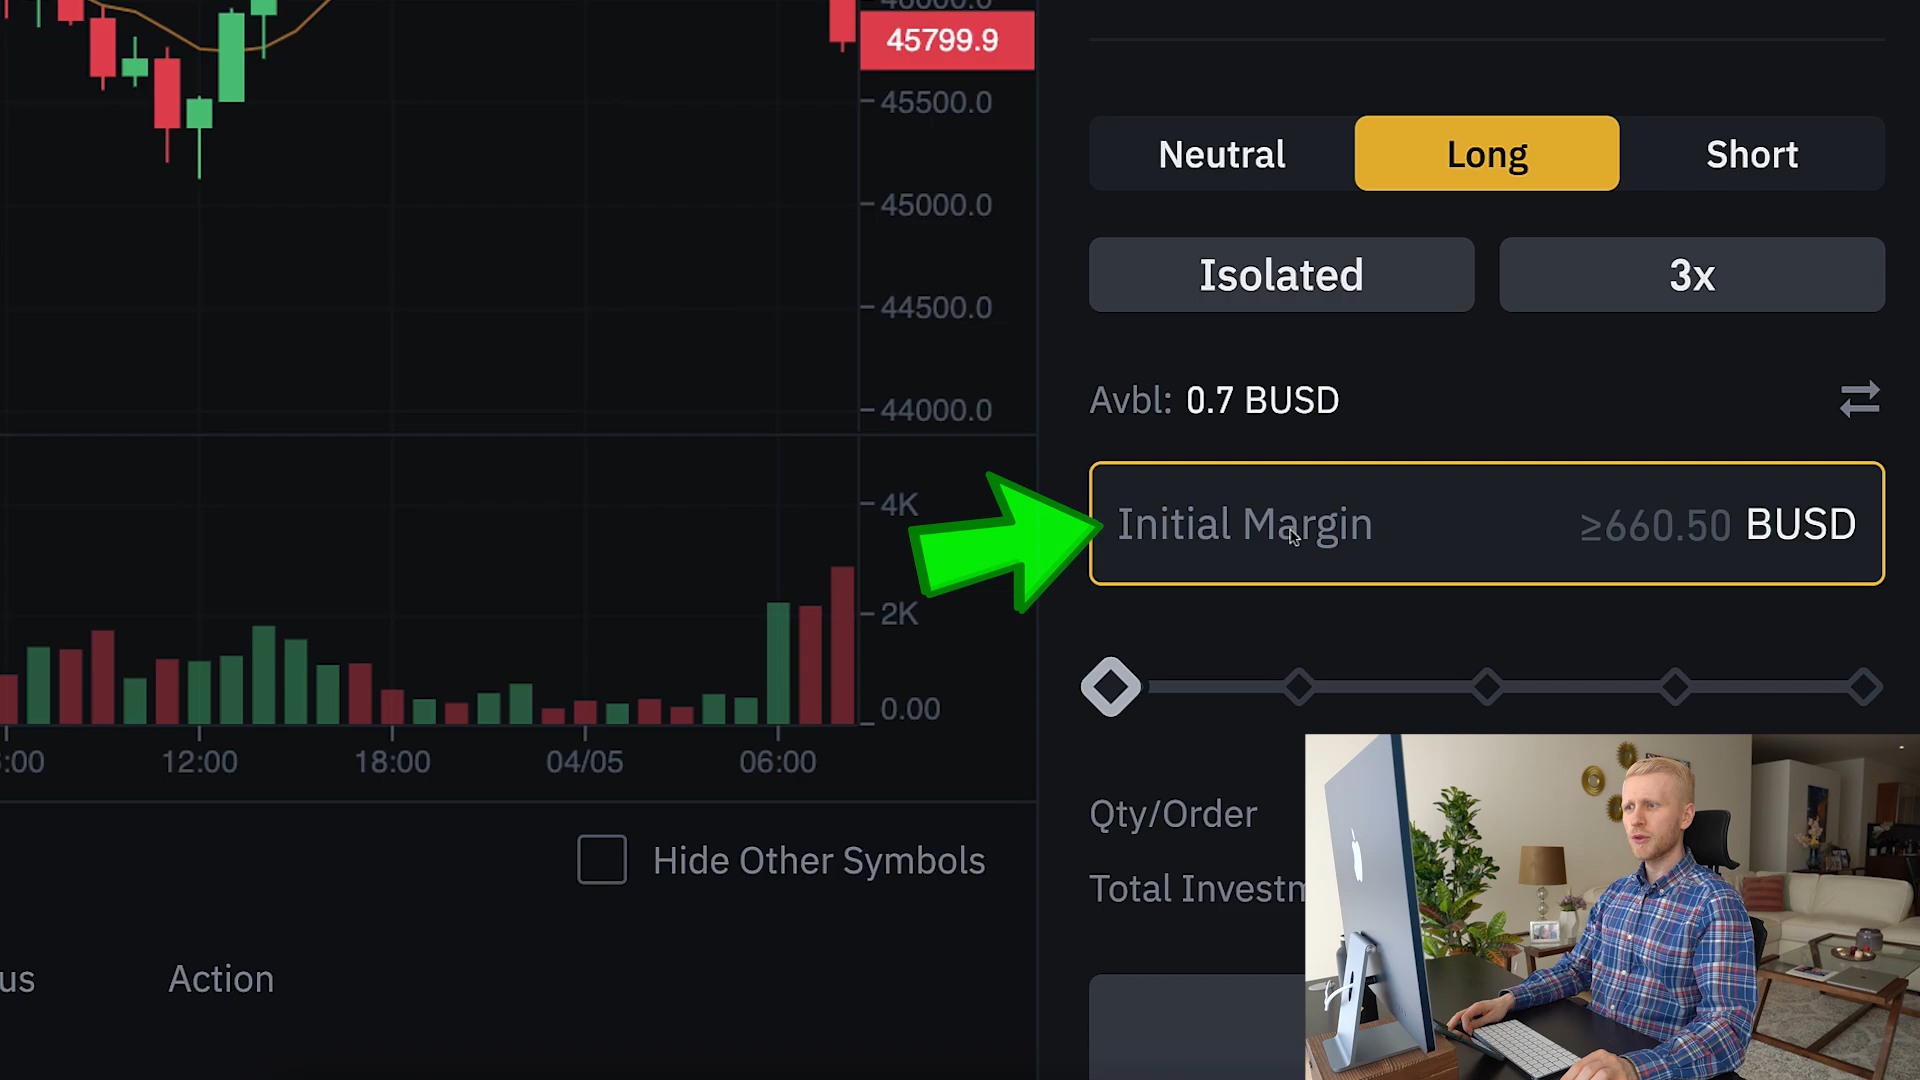 45799.9
45500.0
45000.0
44500.0
44000.0
4K
2K
0.00
:00
12:00
18:00
04/05
06:00
Hide Other Symbols
us
Action
Neutral
Long
Short
Isolated
3x
Avbl: 0.7 BUSD
Initial Margin
≥660.50 BUSD
Qty/Order
Total Investm